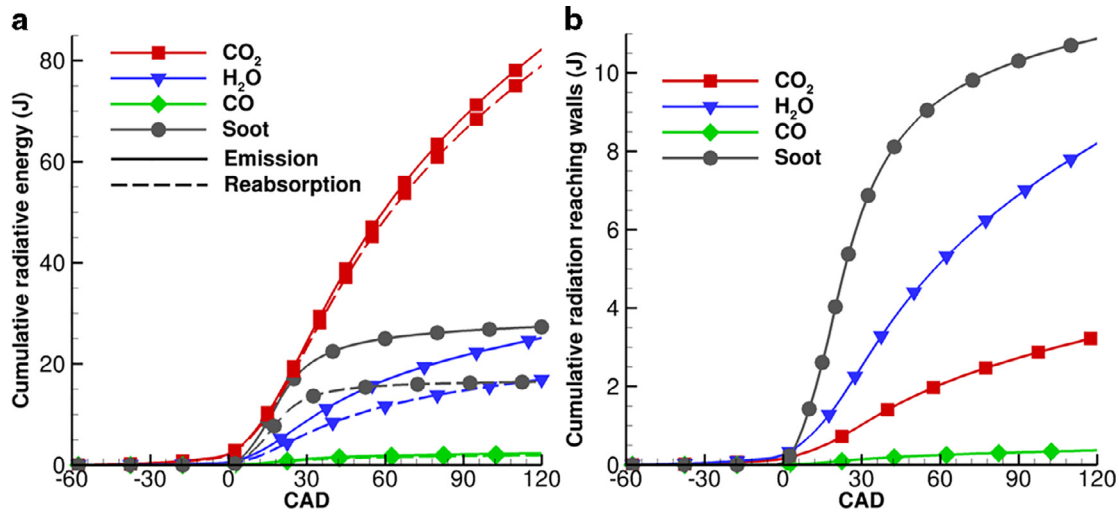 a
Cumulative radiative energy (J)
80
60
40
20
0
-60
-30
0
30
60
90
120
CAD
CO₂
H₂O
CO
Soot
Emission
Reabsorption
b
Cumulative radiation reaching walls (J)
10
8
6
4
2
0
-60
-30
0
30
60
90
120
CAD
CO₂
H₂O
CO
Soot